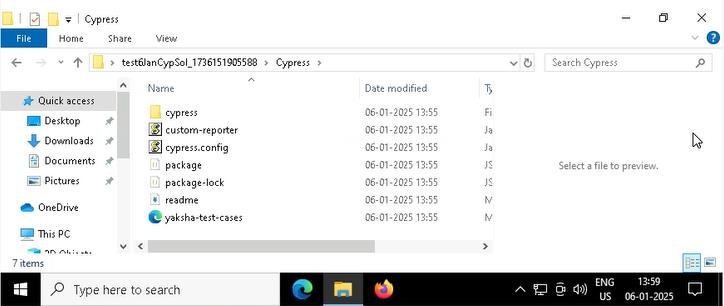 Cypress
File Home Share View
test6JanCypSol_1736151905588 > Cypress >
Search Cypress
Name Date modified Ty
Quick access
Desktop
Downloads
Documents
Pictures
OneDrive
This PC
3D Objects
cypress 06-01-2025 13:55 Fi
custom-reporter 06-01-2025 13:55 Ja
cypress.config 06-01-2025 13:55 Ja
package 06-01-2025 13:55 JS
package-lock 06-01-2025 13:55 JS
readme 06-01-2025 13:55 M
yaksha-test-cases 06-01-2025 13:55 M
Select a file to preview.
7 items
Type here to search
ENG
US
13:59
06-01-2025